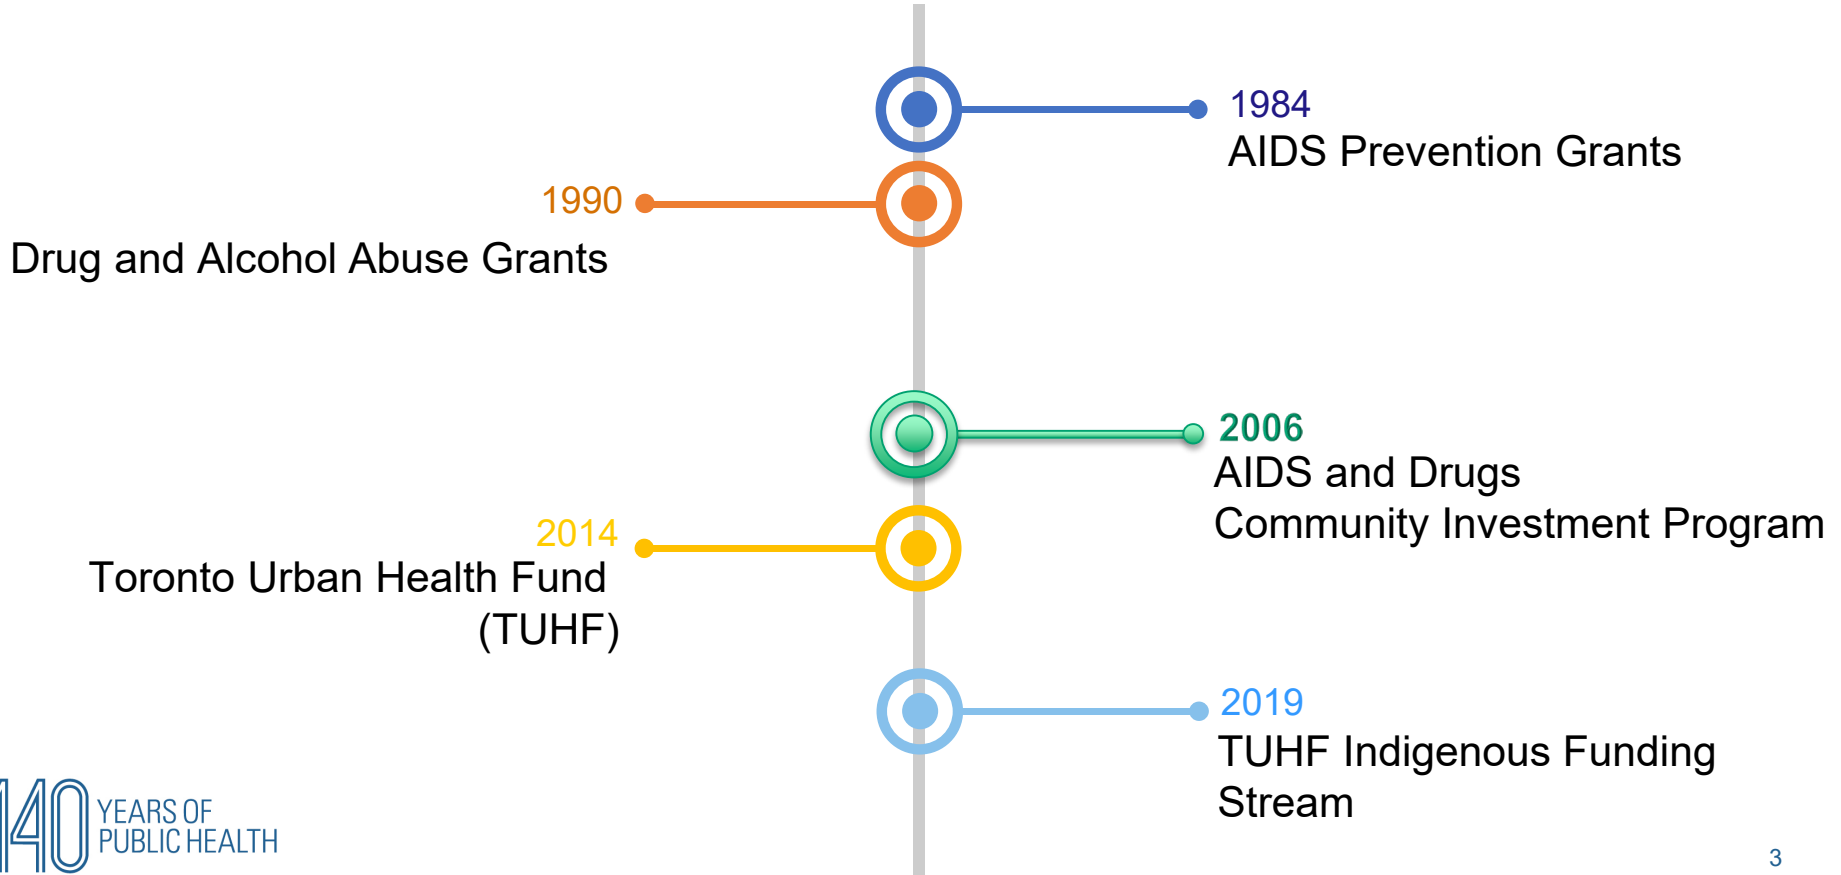 1984
AIDS Prevention Grants
1990
Drug and Alcohol Abuse Grants
2006
AIDS and Drugs
Community Investment Program
2014
Toronto Urban Health Fund
(TUHF)
2019
TUHF Indigenous Funding
Stream
140
YEARS OF
PUBLIC HEALTH
3